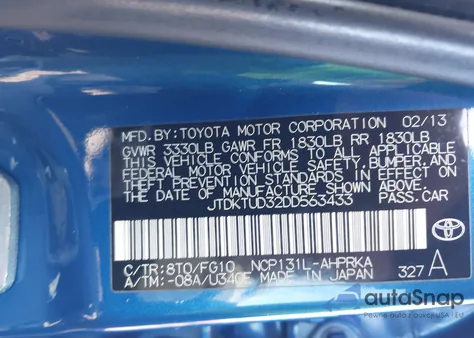 MFD. BY: TOYOTA MOTOR CORPORATION 02/13
GVWR 3330LB GAWR FR 1830LB RR 1830LB
THIS VEHICLE CONFORMS TO ALL APPLICABLE
FEDERAL MOTOR VEHICLE SAFETY, BUMPER, AND
THEFT PREVENTION STANDARDS IN EFFECT ON
THE DATE OF MANUFACTURE SHOWN ABOVE.
JTDKTUD32DD563433 PASS.CAR
C/TR: 8T0/FG10 NCP131L-AHPRKA
A/TM: -08A/U340E MADE IN JAPAN 327 A
TOYOTA
autoSnap